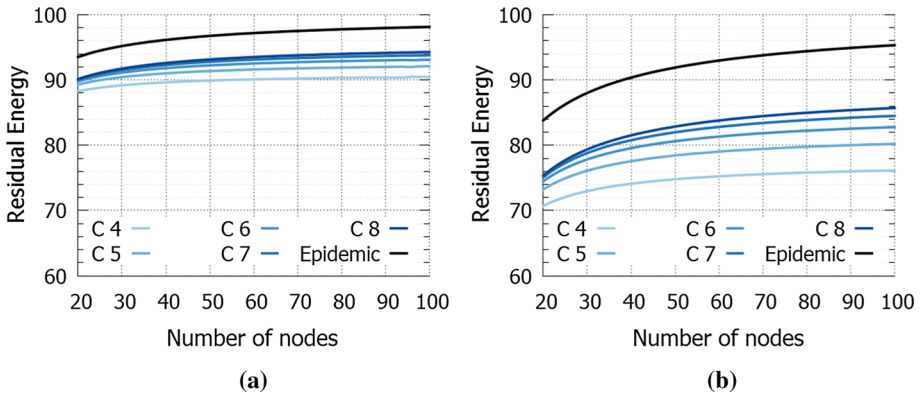 100
90
80
70
60
Residual Energy
C 4
C 6
C 8
C 5
C 7
Epidemic
20 30 40 50 60 70 80 90 100
Number of nodes
(a)
100
90
80
70
60
Residual Energy
C 4
C 6
C 8
C 5
C 7
Epidemic
20 30 40 50 60 70 80 90 100
Number of nodes
(b)